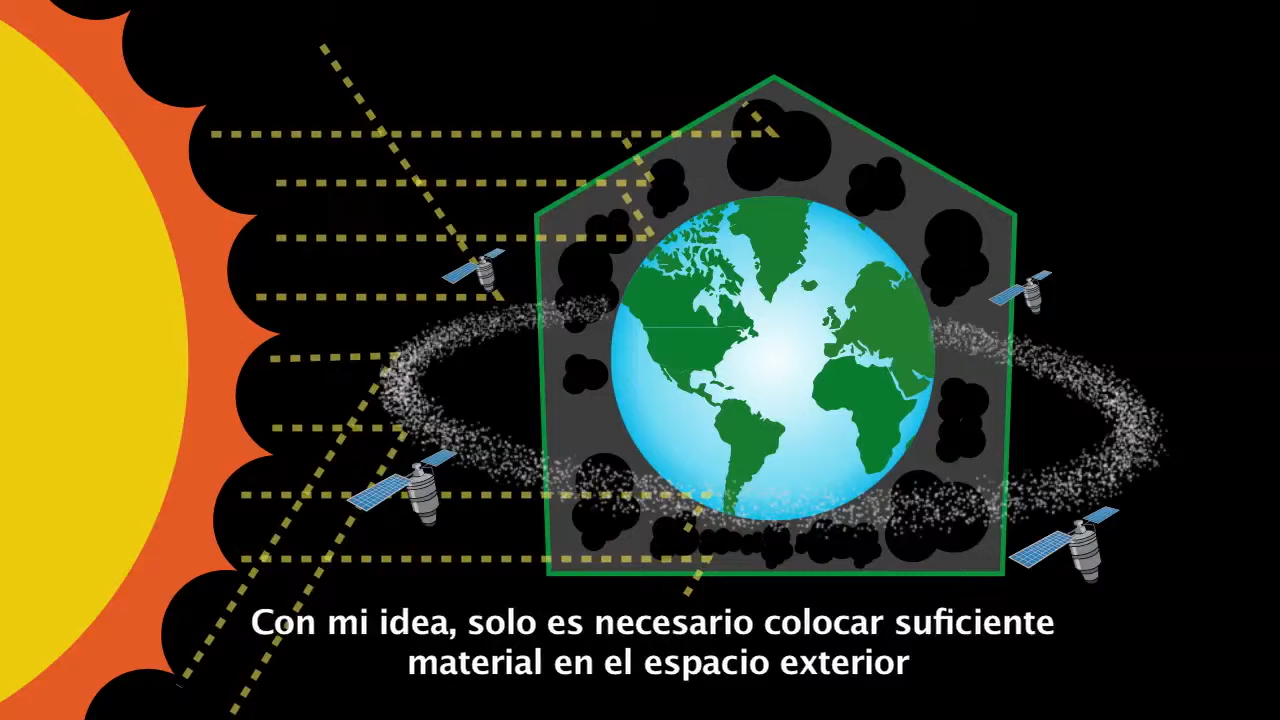 Con mi idea, solo es necesario colocar suficiente
material en el espacio exterior